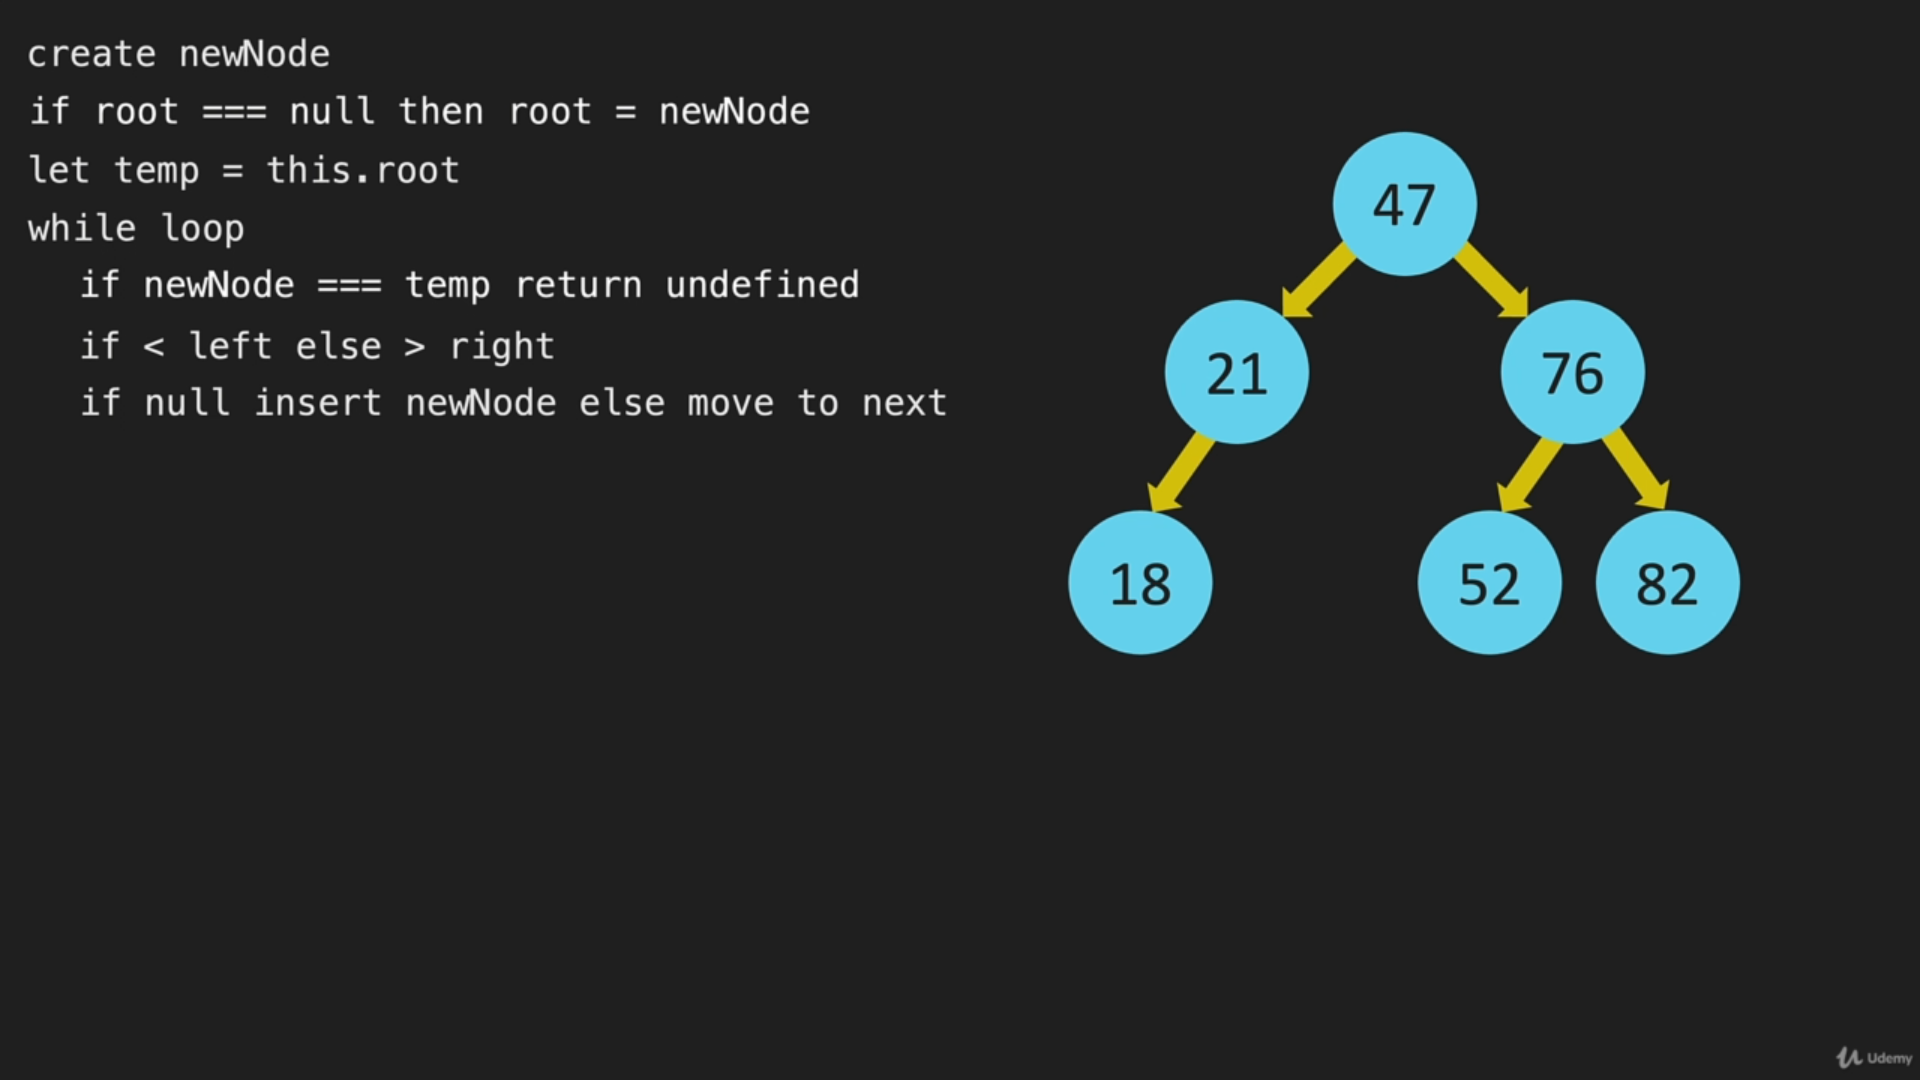 create newNode
if root === null then root = newNode
let temp = this.root
while loop
if newNode === temp return undefined
if < left else > right
if null insert newNode else move to next
47
21
76
18
52
82
Udemy